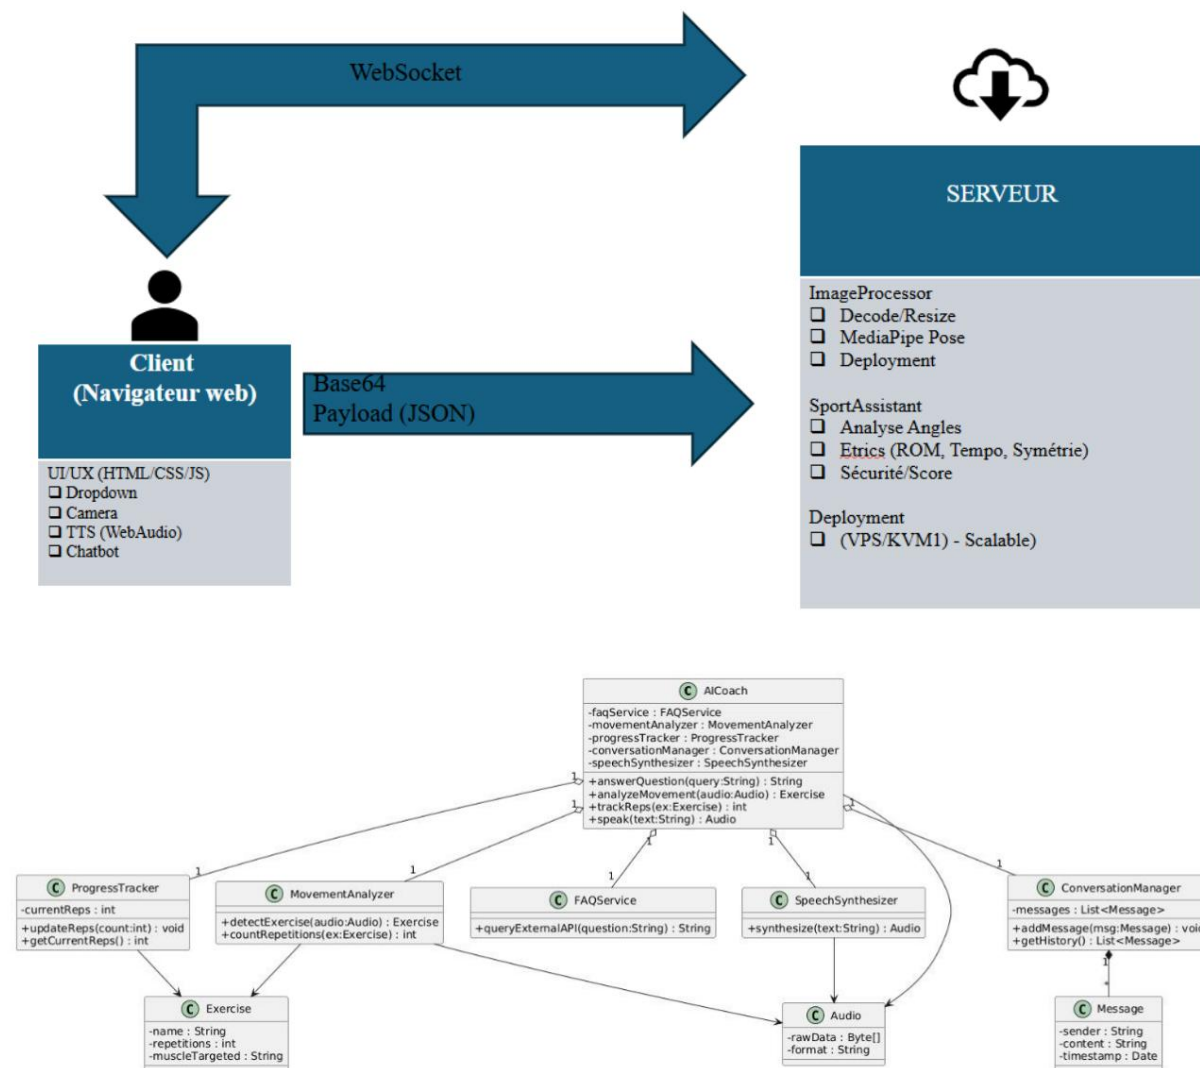 WebSocket
SERVEUR
ImageProcessor
❑ Decode/Resize
❑ MediaPipe Pose
❑ Deployment
SportAssistant
❑ Analyse Angles
❑ Etrics (ROM, Tempo, Symétrie)
❑ Sécurité/Score
Deployment
❑ (VPS/KVM1) - Scalable)
Client
(Navigateur web)
UI/UX (HTML/CSS/JS)
❑ Dropdown
❑ Camera
❑ TTS (WebAudio)
❑ Chatbot
Base64
Payload (JSON)
C AICoach
-faqService : FAQService
-movementAnalyzer : MovementAnalyzer
-progressTracker : ProgressTracker
-conversationManager : ConversationManager
-speechSynthesizer : SpeechSynthesizer
+answerQuestion(query:String) : String
+analyzeMovement(audio:Audio) : Exercise
+trackReps(ex:Exercise) : int
+speak(text:String) : Audio
1
1
1
1
1
1
1
1
1
1
C ProgressTracker
-currentReps : int
+updateReps(count:int) : void
+getCurrentReps() : int
C MovementAnalyzer
+detectExercise(audio:Audio) : Exercise
+countRepetitions(ex:Exercise) : int
C FAQService
+queryExternalAPI(question:String) : String
C SpeechSynthesizer
+synthesize(text:String) : Audio
C ConversationManager
-messages : List<Message>
+addMessage(msg:Message) : void
+getHistory() : List<Message>
1
*
C Exercise
-name : String
-repetitions : int
-muscleTargeted : String
C Audio
-rawData : Byte[]
-format : String
C Message
-sender : String
-content : String
-timestamp : Date